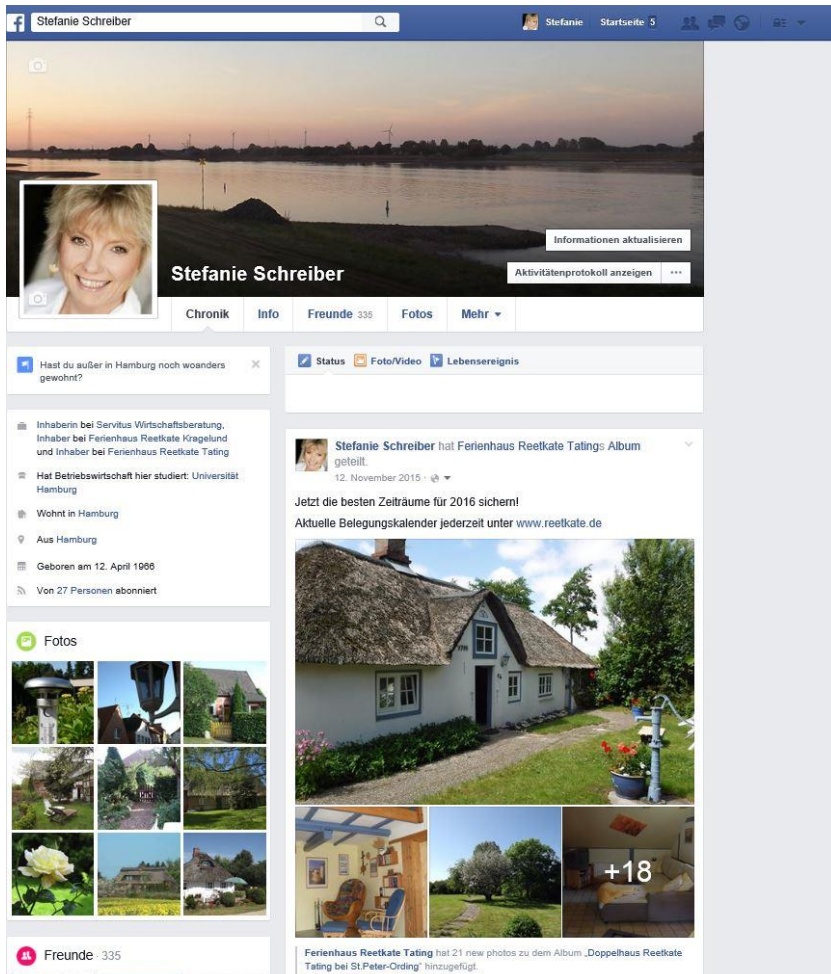 f Stefanie Schreiber
Stefanie Startseite 5
Informationen aktualisieren
Aktivitätenprotokoll anzeigen ...
Stefanie Schreiber
Chronik Info Freunde 335 Fotos Mehr
Hast du außer in Hamburg noch woanders
gewohnt?
Inhaberin bei Servitus Wirtschaftsberatung,
Inhaber bei Ferienhaus Reetkate Kragelund
und Inhaber bei Ferienhaus Reetkate Tating
Hat Betriebswirtschaft hier studiert: Universität
Hamburg
Wohnt in Hamburg
Aus Hamburg
Geboren am 12. April 1966
Von 27 Personen abonniert
Fotos
Freunde · 335
Status Foto/Video Lebensereignis
Stefanie Schreiber hat Ferienhaus Reetkate Tatings Album
geteilt.
12. November 2015 ·
Jetzt die besten Zeiträume für 2016 sichern!
Aktuelle Belegungskalender jederzeit unter www.reetkate.de
+18
Ferienhaus Reetkate Tating hat 21 new photos zu dem Album „Doppelhaus Reetkate
Tating bei St.Peter-Ording“ hinzugefügt.